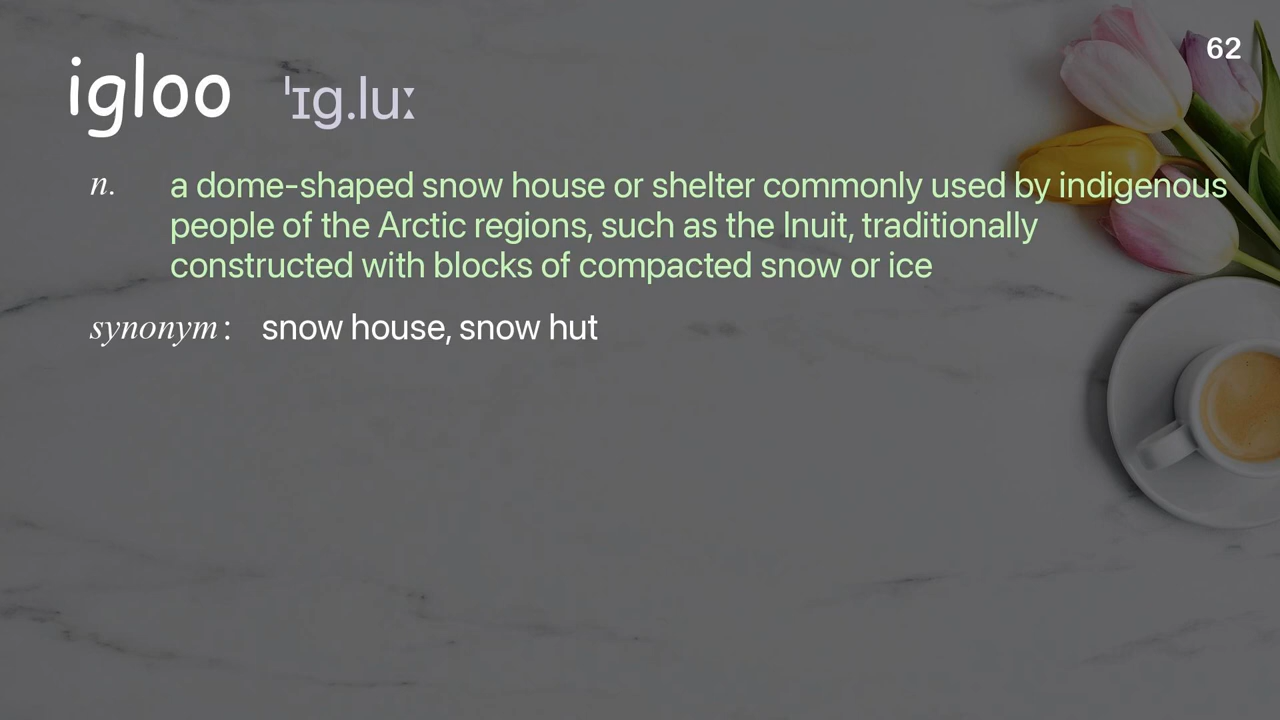 62
igloo ˈɪg.luː
n. a dome-shaped snow house or shelter commonly used by indigenous
people of the Arctic regions, such as the Inuit, traditionally
constructed with blocks of compacted snow or ice
synonym: snow house, snow hut